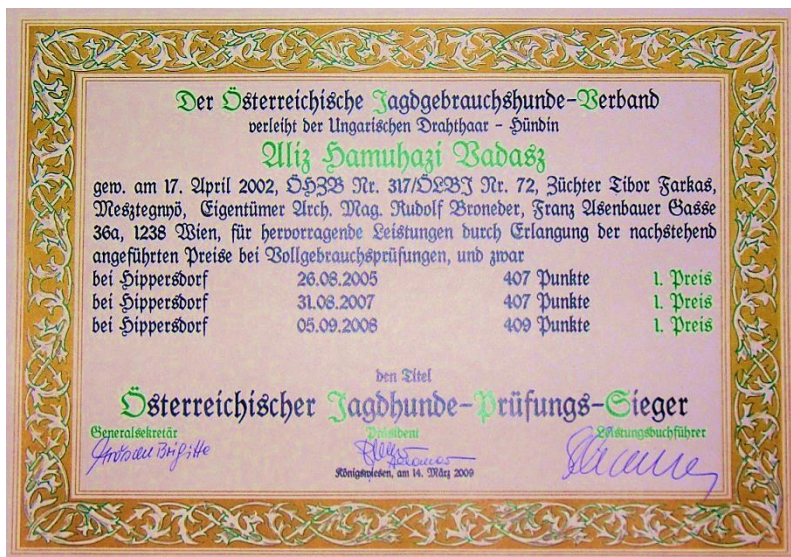 Der Österreichische Jagdgebrauchshunde-Verband
verleiht der Ungarischen Drahthaar - Hündin
Aliz Hamuhazi Vadasz
gew. am 17. April 2002, ÖHZB Nr. 317/ÖLBJ Nr. 72, Züchter Tibor Farkas,
Mesztegnyö, Eigentümer Arch. Mag. Rudolf Broneder, Franz Asenbauer Gasse
36a, 1238 Wien, für hervorragende Leistungen durch Erlangung der nachstehend
angeführten Preise bei Vollgebrauchsprüfungen, und zwar
bei Hippersdorf 26.08.2005 407 Punkte 1. Preis
bei Hippersdorf 31.08.2007 407 Punkte 1. Preis
bei Hippersdorf 05.09.2008 409 Punkte 1. Preis
den Titel
Österreichischer Jagdhunde-Prüfungs-Sieger
Generalsekretär Präsident Leistungsbuchführer
Brigitte
Königswiesen, am 14. März 2009